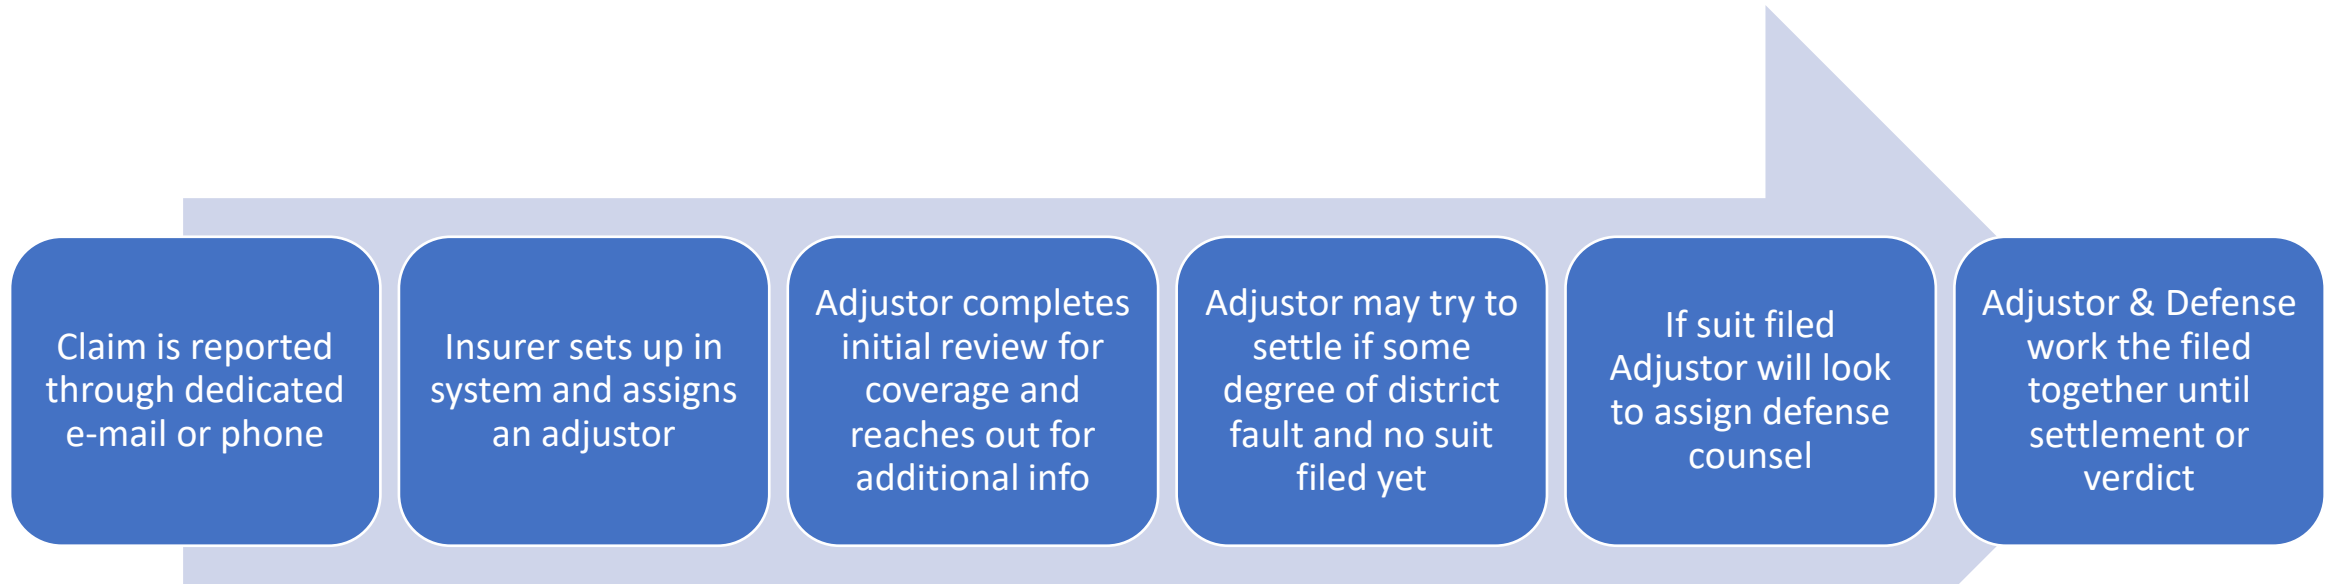 Claim is reported
through dedicated
e-mail or phone
Insurer sets up in
system and assigns
an adjustor
Adjustor completes
initial review for
coverage and
reaches out for
additional info
Adjustor may try to
settle if some
degree of district
fault and no suit
filed yet
If suit filed
Adjustor will look
to assign defense
counsel
Adjustor & Defense
work the filed
together until
settlement or
verdict